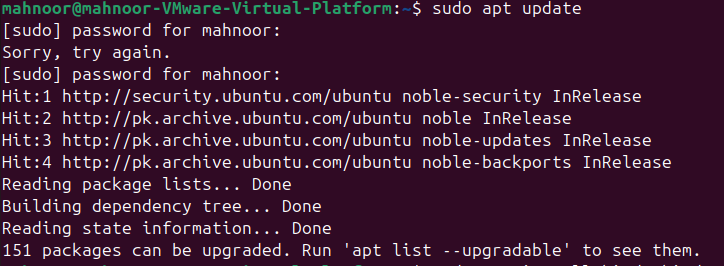 mahnoor@mahnoor-VMware-Virtual-Platform:~$ sudo apt update
[sudo] password for mahnoor:
Sorry, try again.
[sudo] password for mahnoor:
Hit:1 http://security.ubuntu.com/ubuntu noble-security InRelease
Hit:2 http://pk.archive.ubuntu.com/ubuntu noble InRelease
Hit:3 http://pk.archive.ubuntu.com/ubuntu noble-updates InRelease
Hit:4 http://pk.archive.ubuntu.com/ubuntu noble-backports InRelease
Reading package lists... Done
Building dependency tree... Done
Reading state information... Done
151 packages can be upgraded. Run 'apt list --upgradable' to see them.